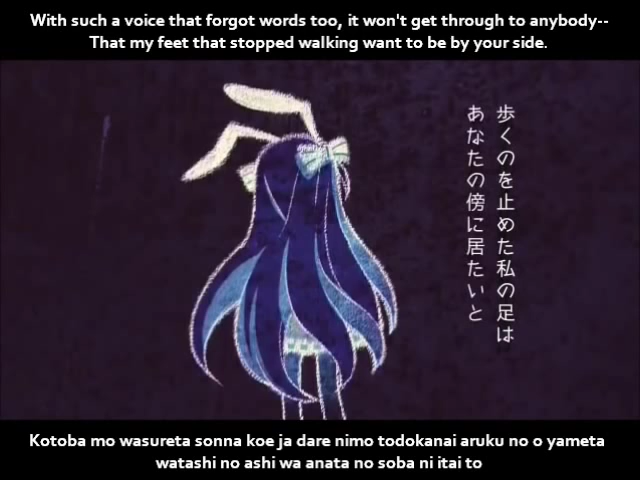 With such a voice that forgot words too, it won't get through to anybody--
That my feet that stopped walking want to be by your side.
歩くのを止めた私の足は
あなたの傍に居たいと
Kotoba mo wasureta sonna koe ja dare nimo todokanai aruku no o yameta
watashi no ashi wa anata no soba ni itai to